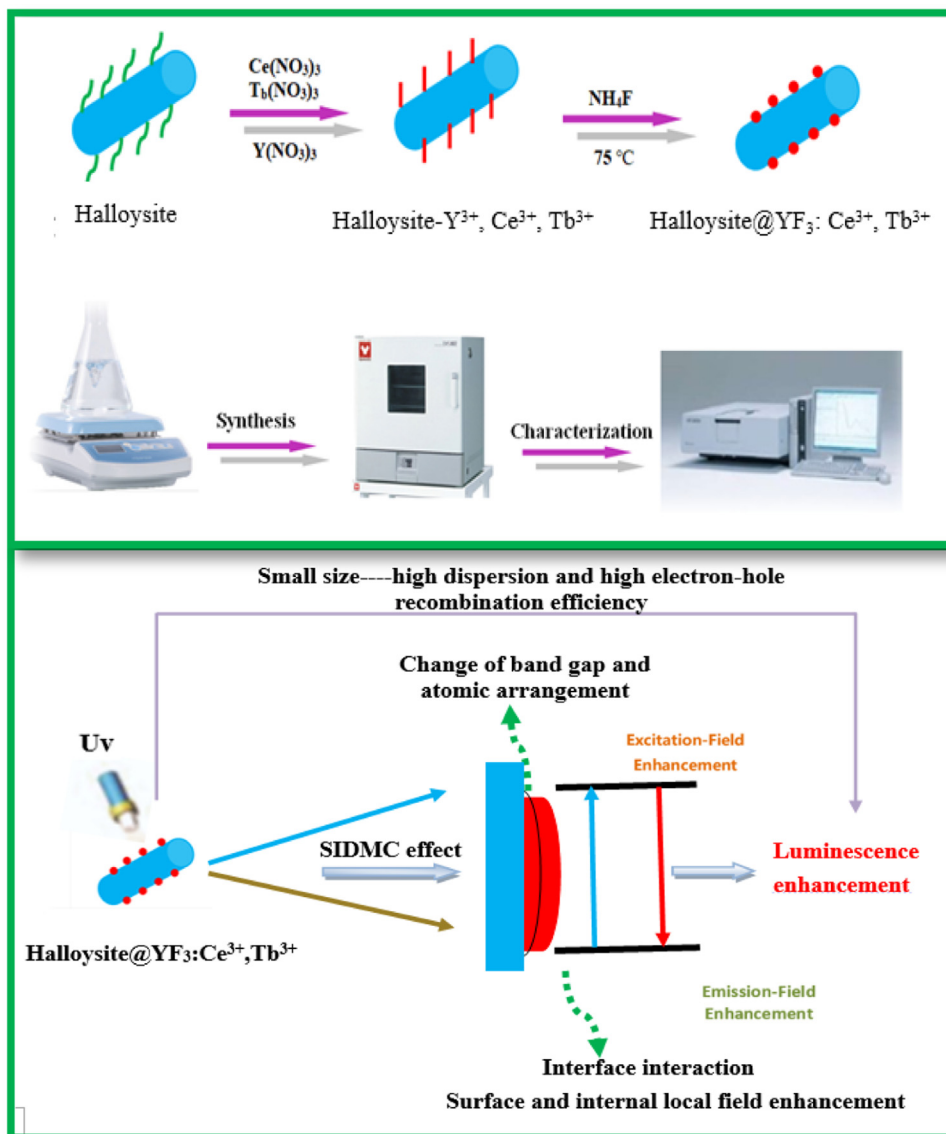 Ce(NO₃)₃
T_b(NO₃)₃
Y(NO₃)₃
NH₄F
75 ℃
Halloysite
Halloysite-Y³⁺, Ce³⁺, Tb³⁺
Halloysite@YF₃: Ce³⁺, Tb³⁺
Synthesis
Characterization
Small size----high dispersion and high electron-hole
recombination efficiency
Change of band gap and
atomic arrangement
Uv
Excitation-Field
Enhancement
SIDMC effect
Luminescence
enhancement
Halloysite@YF₃:Ce³⁺,Tb³⁺
Emission-Field
Enhancement
Interface interaction
Surface and internal local field enhancement